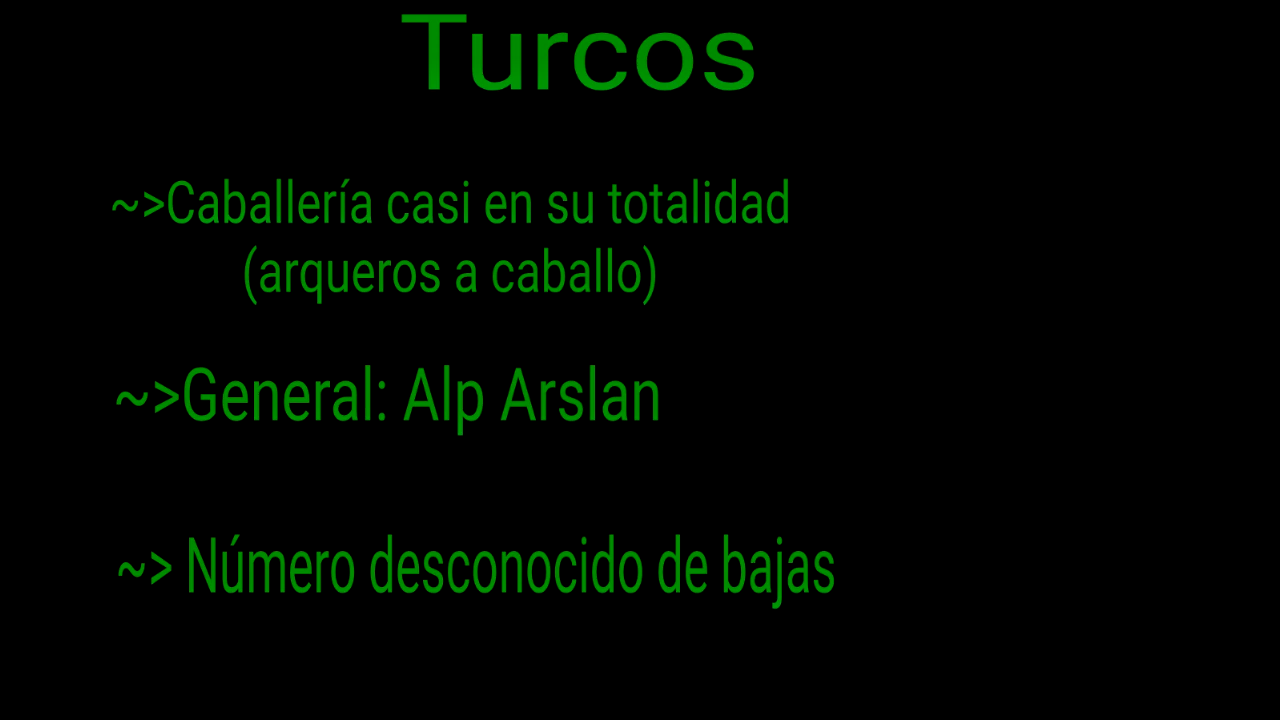 Turcos
~>Caballería casi en su totalidad
(arqueros a caballo)
~>General: Alp Arslan
~> Número desconocido de bajas